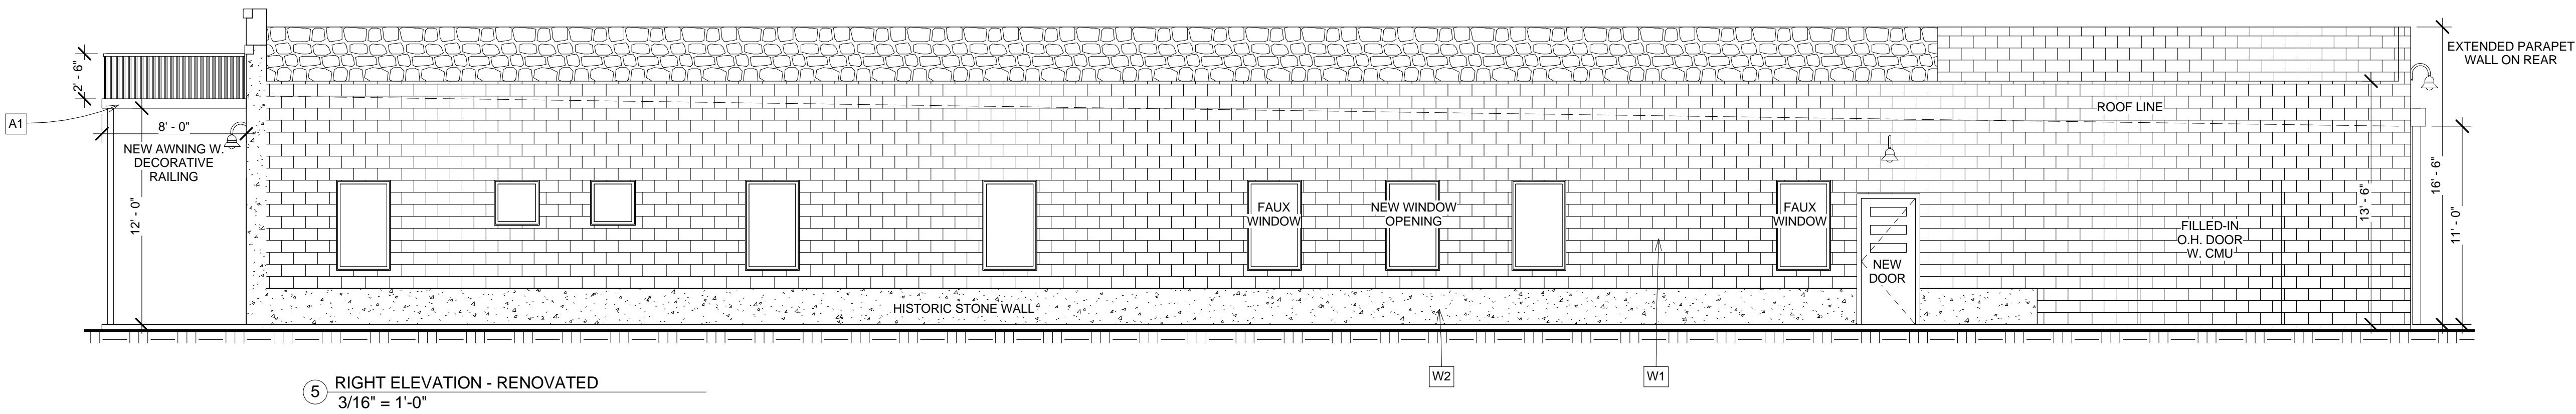 2' - 6"
A1
8' - 0"
NEW AWNING W.
DECORATIVE
RAILING
12' - 0"
FAUX
WINDOW
NEW WINDOW
OPENING
FAUX
WINDOW
NEW
DOOR
ROOF LINE
FILLED-IN
O.H. DOOR
W. CMU
EXTENDED PARAPET
WALL ON REAR
13' - 6"
16' - 6"
11' - 0"
HISTORIC STONE WALL
W2
W1
5
RIGHT ELEVATION - RENOVATED
3/16" = 1'-0"